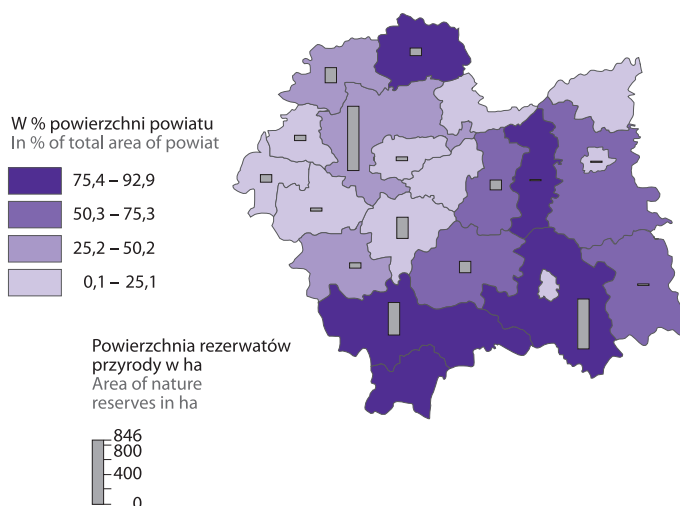 W % powierzchni powiatu
In % of total area of powiat
75,4 – 92,9
50,3 – 75,3
25,2 – 50,2
0,1 – 25,1
Powierzchnia rezerwatów
przyrody w ha
Area of nature
reserves in ha
846
800
400
0